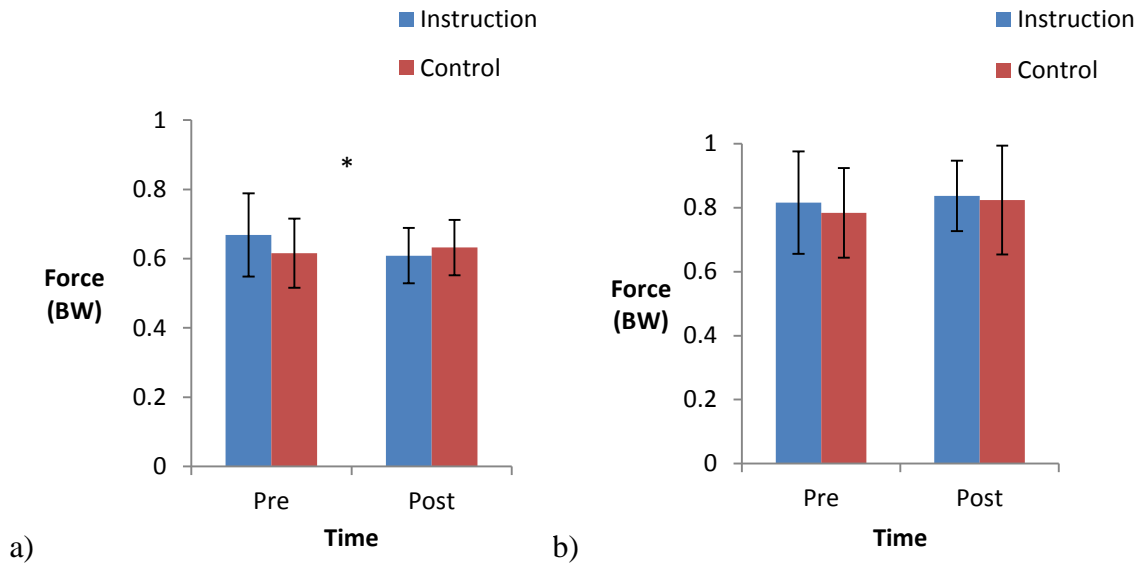 Instruction
Control
1
0.8
0.6
0.4
0.2
0
*
Force
(BW)
Pre
Post
Time
a)
Instruction
Control
1
0.8
0.6
0.4
0.2
0
Force
(BW)
Pre
Post
Time
b)